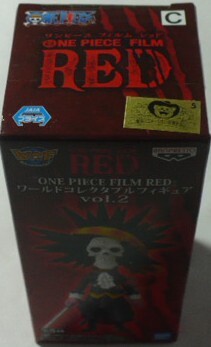 ONE PIECE
C
ワンピース フィルム レッド
ONE PIECE FILM
RED
RED
BANPRESTO
ONE PIECE FILM RED
ワールドコレクタブルフィギュア
vol.2